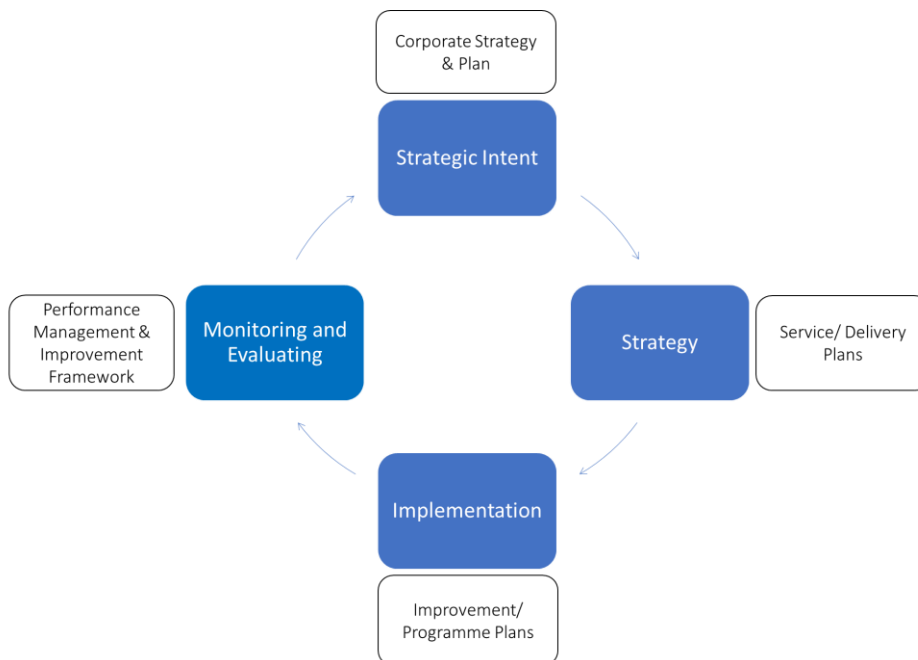 Corporate Strategy
& Plan
Strategic Intent
Performance
Management &
Improvement
Framework
Monitoring and
Evaluating
Strategy
Service/ Delivery
Plans
Implementation
Improvement/
Programme Plans